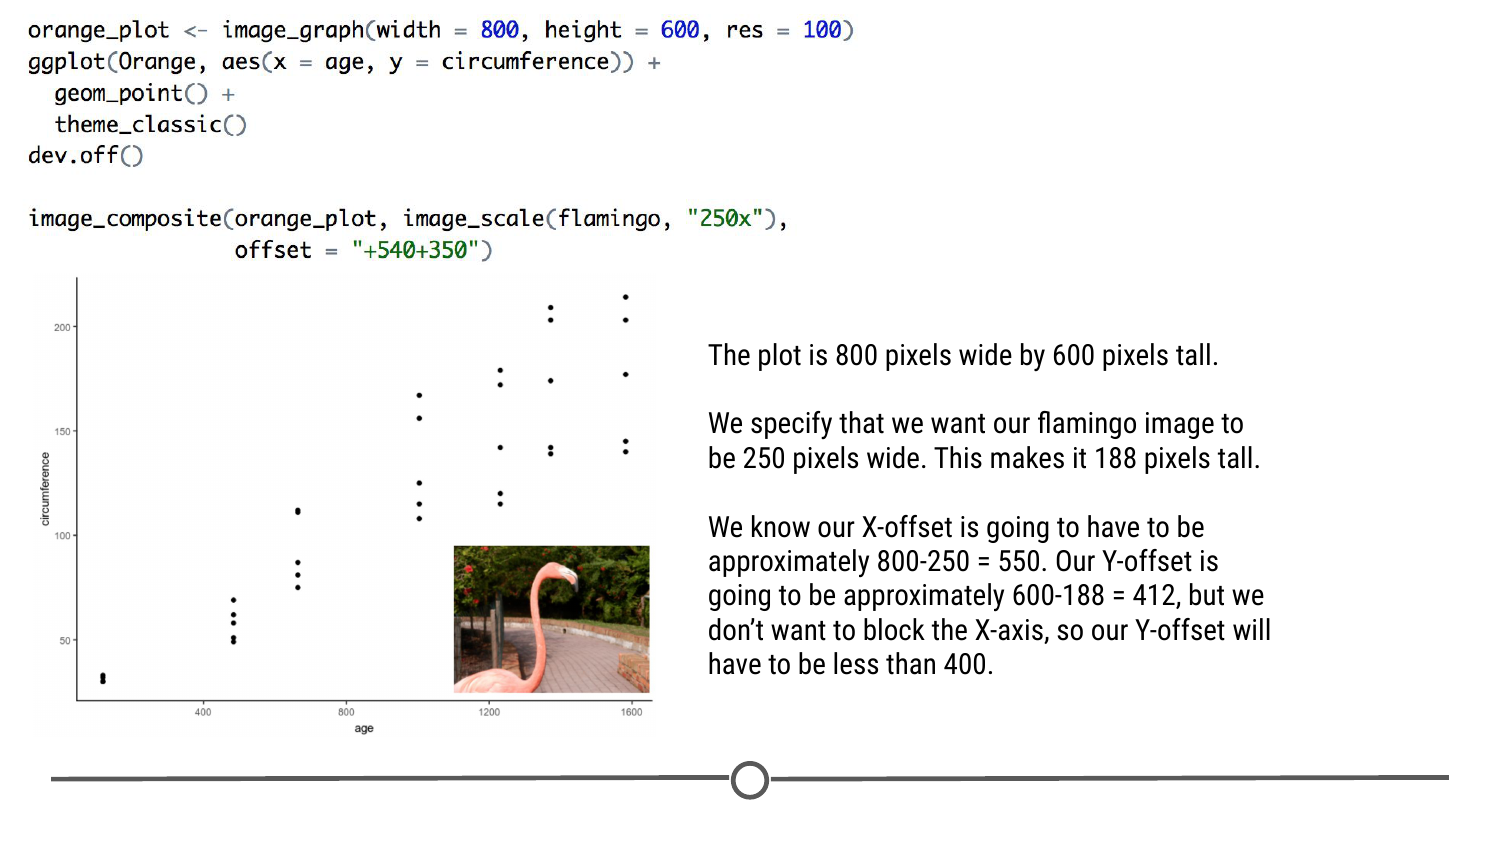 orange_plot <- image_graph(width = 800, height = 600, res = 100)
ggplot(Orange, aes(x = age, y = circumference)) +
  geom_point() +
  theme_classic()
dev.off()
image_composite(orange_plot, image_scale(flamingo, "250x"),
                offset = "+540+350")
200
150
100
50
circumference
400 800 1200 1600
age
The plot is 800 pixels wide by 600 pixels tall.
We specify that we want our flamingo image to
be 250 pixels wide. This makes it 188 pixels tall.
We know our X-offset is going to have to be
approximately 800-250 = 550. Our Y-offset is
going to be approximately 600-188 = 412, but we
don’t want to block the X-axis, so our Y-offset will
have to be less than 400.